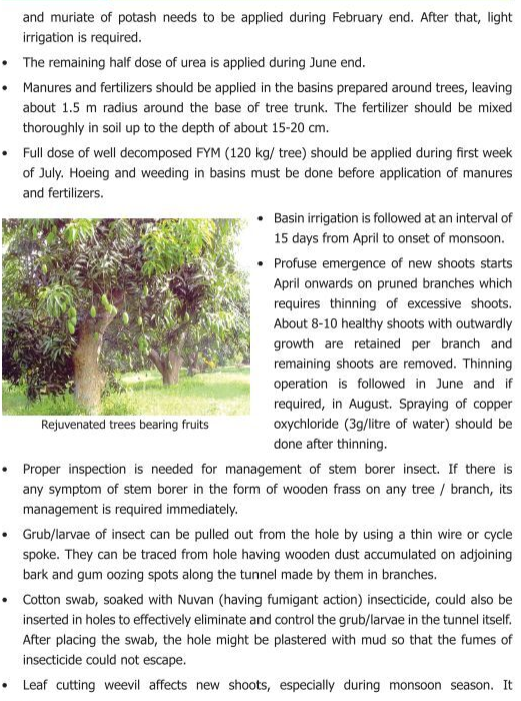 and muriate of potash needs to be applied during February end. After that, light
irrigation is required.
• The remaining half dose of urea is applied during June end.
• Manures and fertilizers should be applied in the basins prepared around trees, leaving
about 1.5 m radius around the base of tree trunk. The fertilizer should be mixed
thoroughly in soil up to the depth of about 15-20 cm.
• Full dose of well decomposed FYM (120 kg/ tree) should be applied during first week
of July. Hoeing and weeding in basins must be done before application of manures
and fertilizers.
• Basin irrigation is followed at an interval of
15 days from April to onset of monsoon.
• Profuse emergence of new shoots starts
April onwards on pruned branches which
requires thinning of excessive shoots.
About 8-10 healthy shoots with outwardly
growth are retained per branch and
remaining shoots are removed. Thinning
operation is followed in June and if
required, in August. Spraying of copper
oxychloride (3g/litre of water) should be
done after thinning.
Rejuvenated trees bearing fruits
• Proper inspection is needed for management of stem borer insect. If there is
any symptom of stem borer in the form of wooden frass on any tree / branch, its
management is required immediately.
• Grub/larvae of insect can be pulled out from the hole by using a thin wire or cycle
spoke. They can be traced from hole having wooden dust accumulated on adjoining
bark and gum oozing spots along the tunnel made by them in branches.
• Cotton swab, soaked with Nuvan (having fumigant action) insecticide, could also be
inserted in holes to effectively eliminate and control the grub/larvae in the tunnel itself.
After placing the swab, the hole might be plastered with mud so that the fumes of
insecticide could not escape.
• Leaf cutting weevil affects new shoots, especially during monsoon season. It